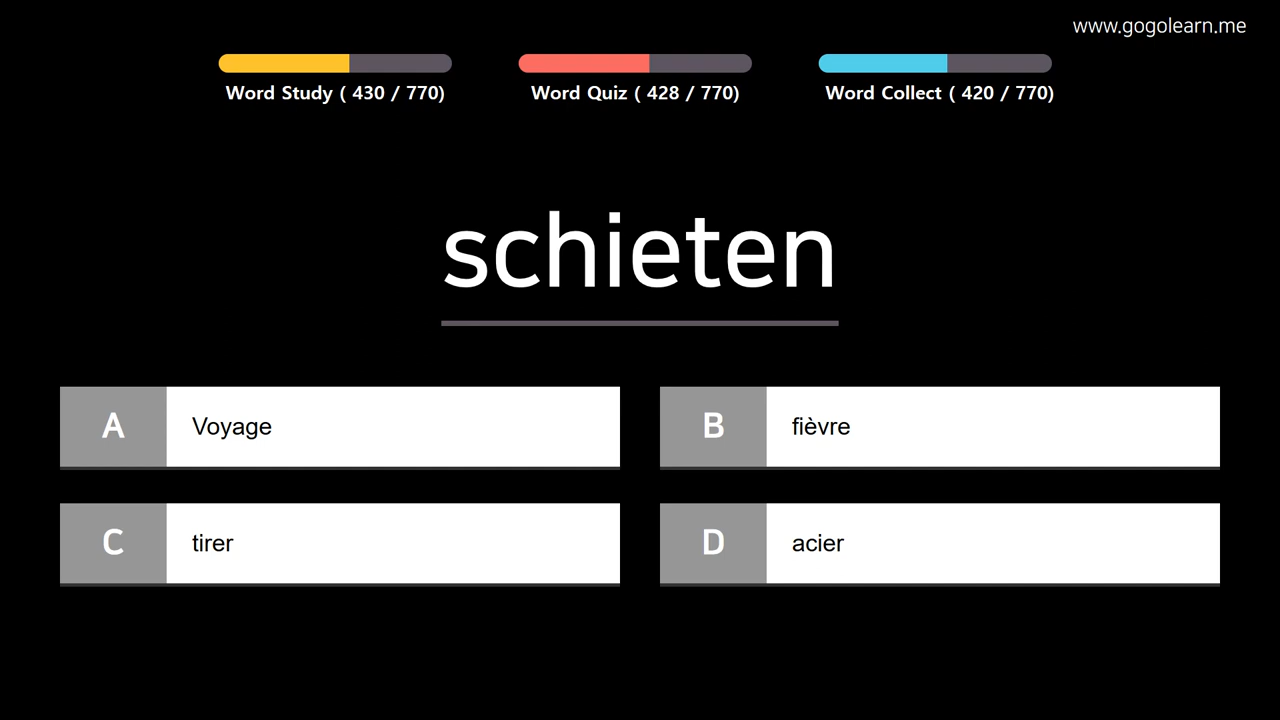 www.gogolearn.me
Word Study ( 430 / 770)
Word Quiz ( 428 / 770)
Word Collect ( 420 / 770)
schieten
A Voyage
B fièvre
C tirer
D acier